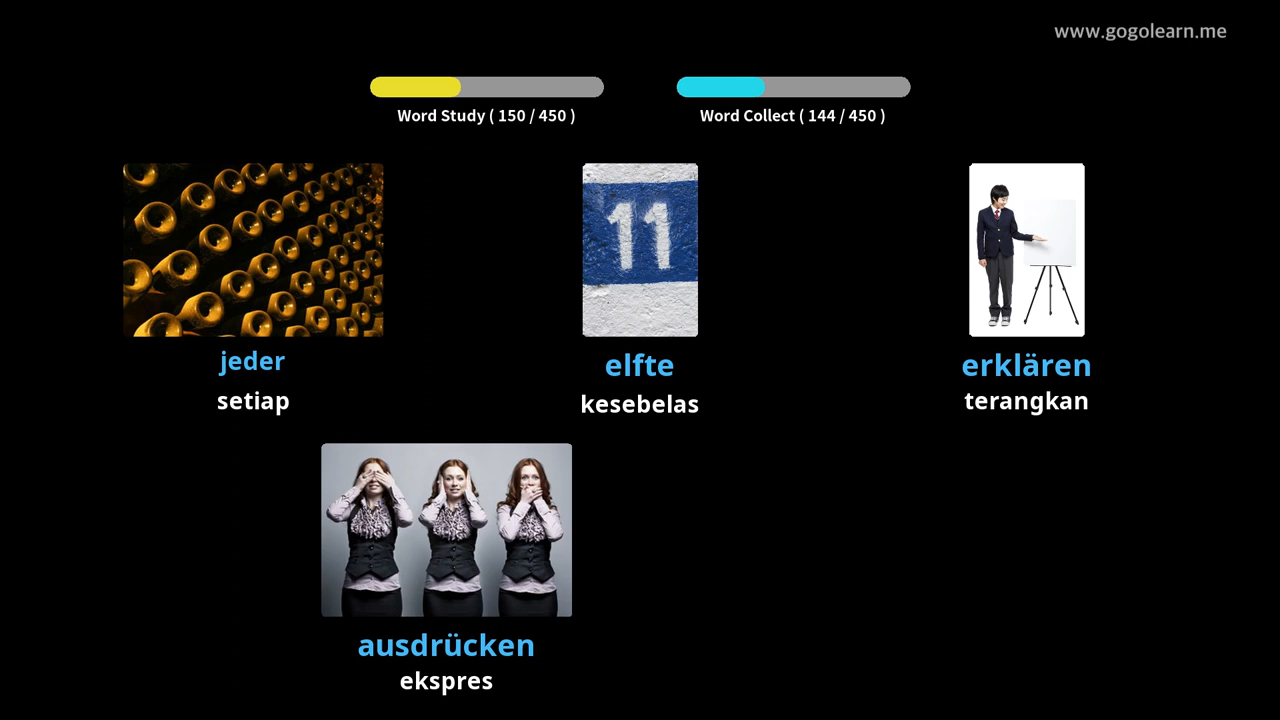 www.gogolearn.me
Word Study ( 150 / 450 )
Word Collect ( 144 / 450 )
11
jeder
setiap
elfte
kesebelas
erklären
terangkan
ausdrücken
ekspres